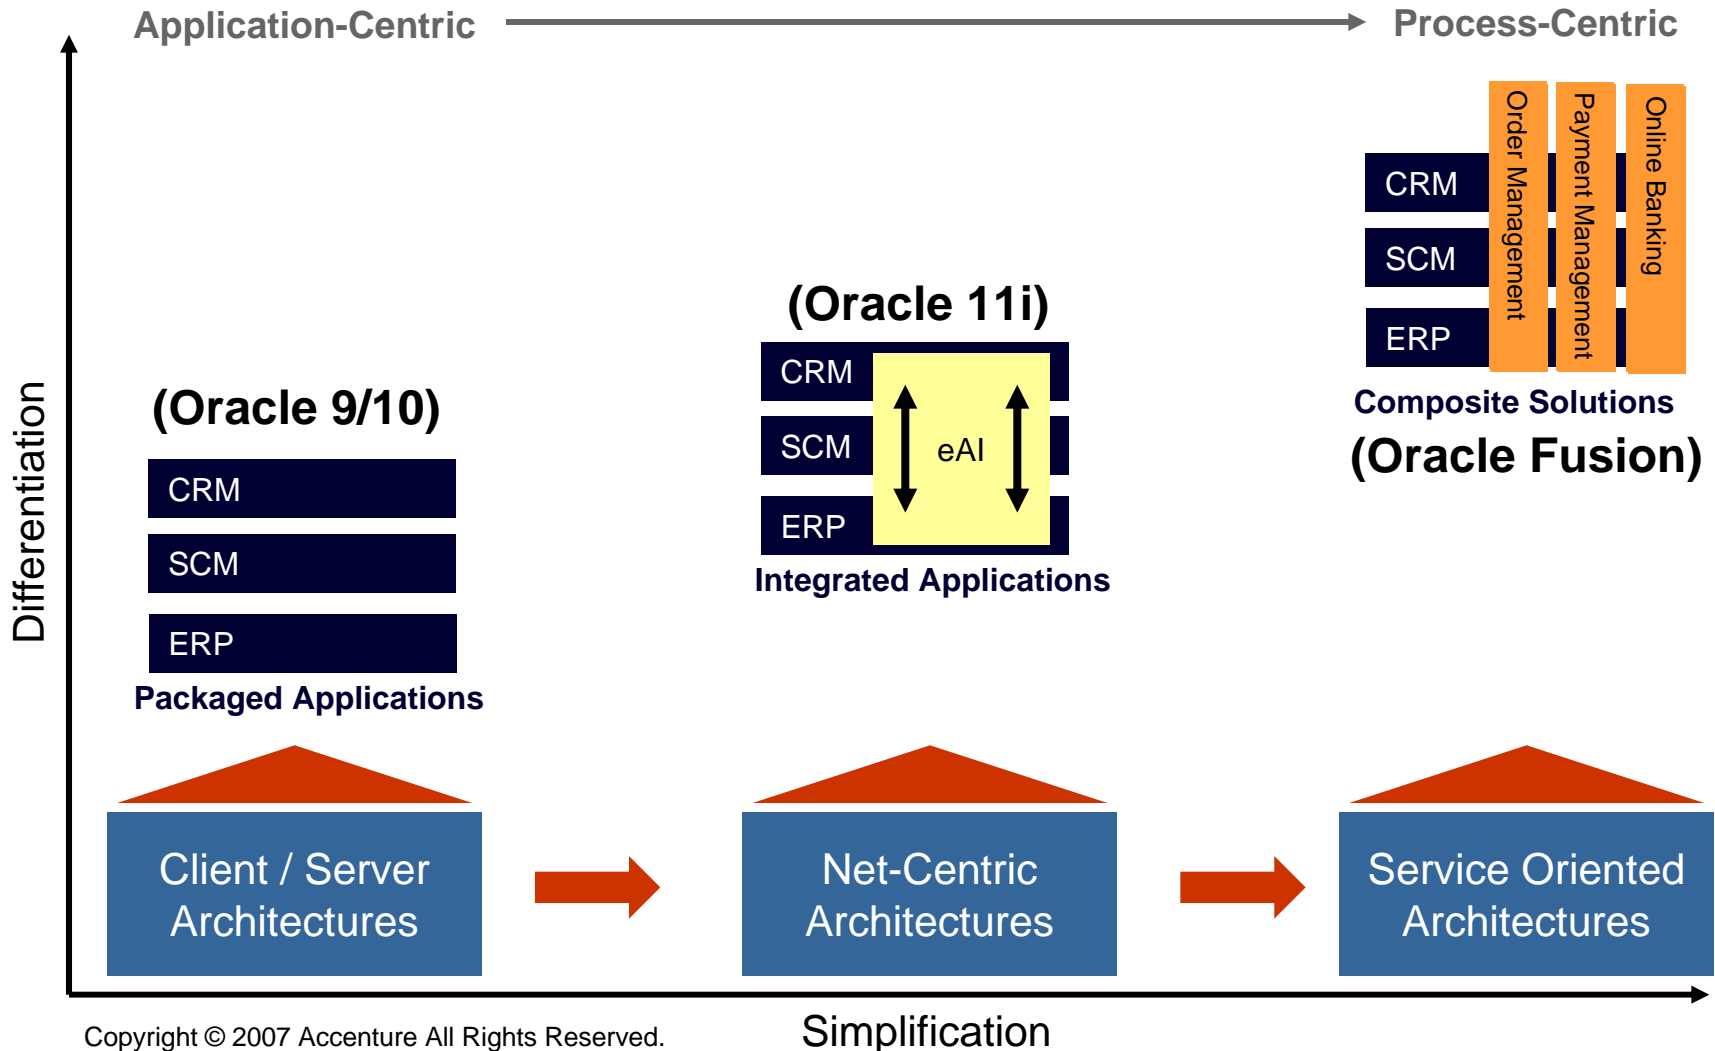 Application-Centric
Process-Centric
Differentiation
(Oracle 9/10)
CRM
SCM
ERP
Packaged Applications
(Oracle 11i)
CRM
SCM
ERP
eAI
Integrated Applications
CRM
SCM
ERP
Order Management
Payment Management
Online Banking
Composite Solutions
(Oracle Fusion)
Client / Server
Architectures
Net-Centric
Architectures
Service Oriented
Architectures
Simplification
Copyright © 2007 Accenture All Rights Reserved.